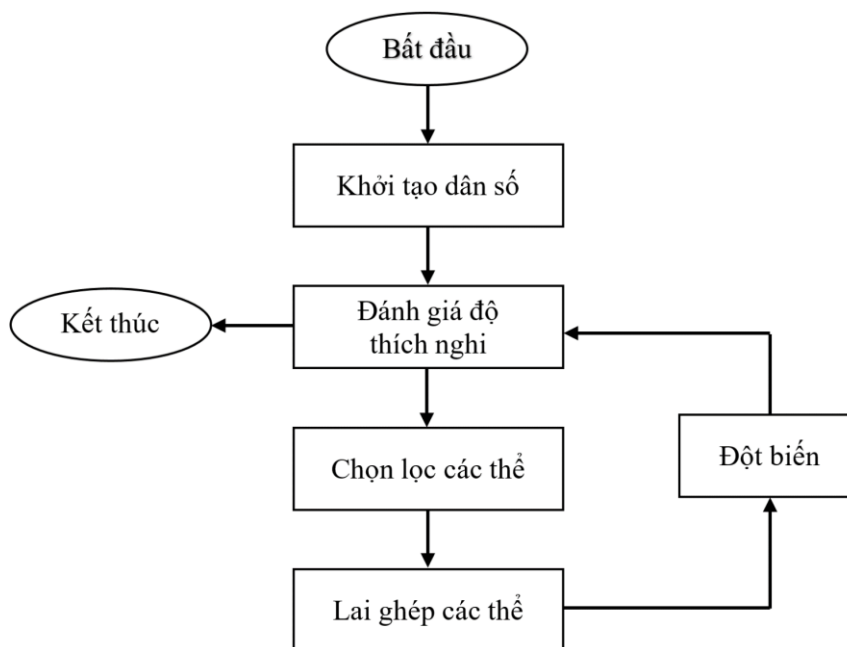 Bất đầu
Khởi tạo dân số
Đánh giá độ
thích nghi
Kết thúc
Chọn lọc các thể
Đột biến
Lai ghép các thể